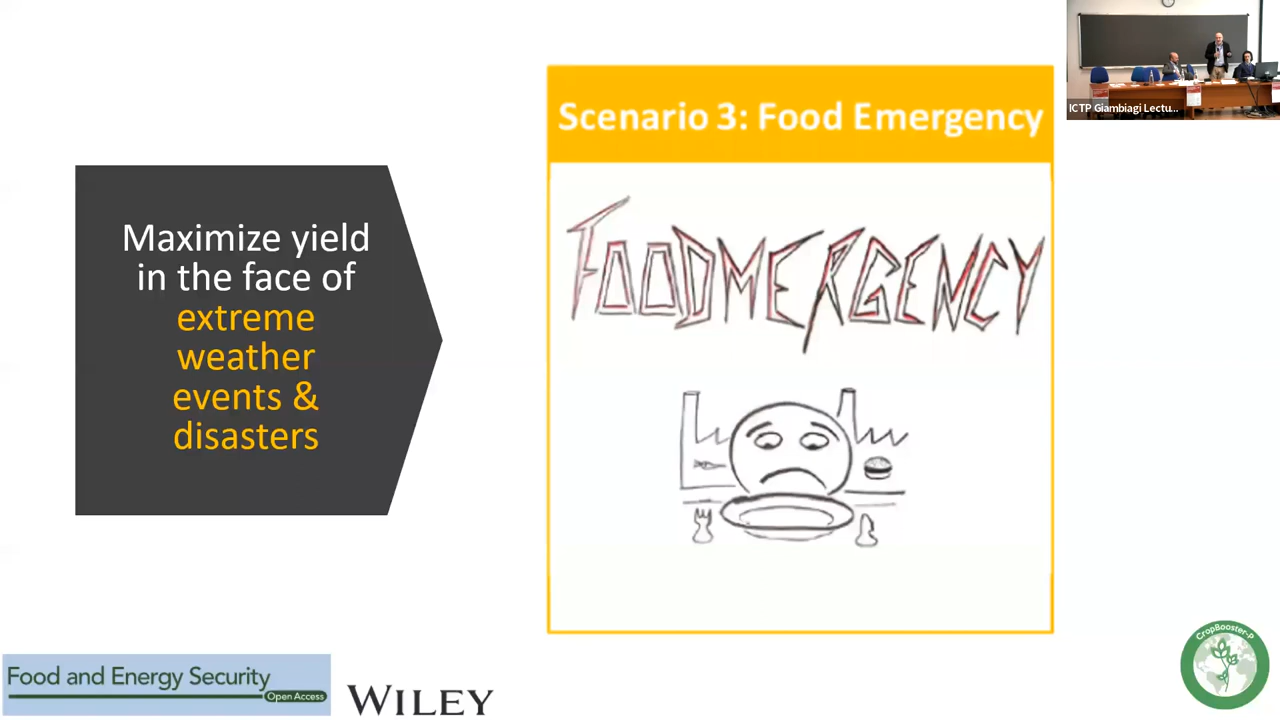 Scenario 3: Food Emergency
Maximize yield
in the face of
extreme
weather
events &
disasters
FOODMERGENCY
ICTP Giambiagi Lectu...
Food and Energy Security
Open Access
WILEY
CropBooster-P